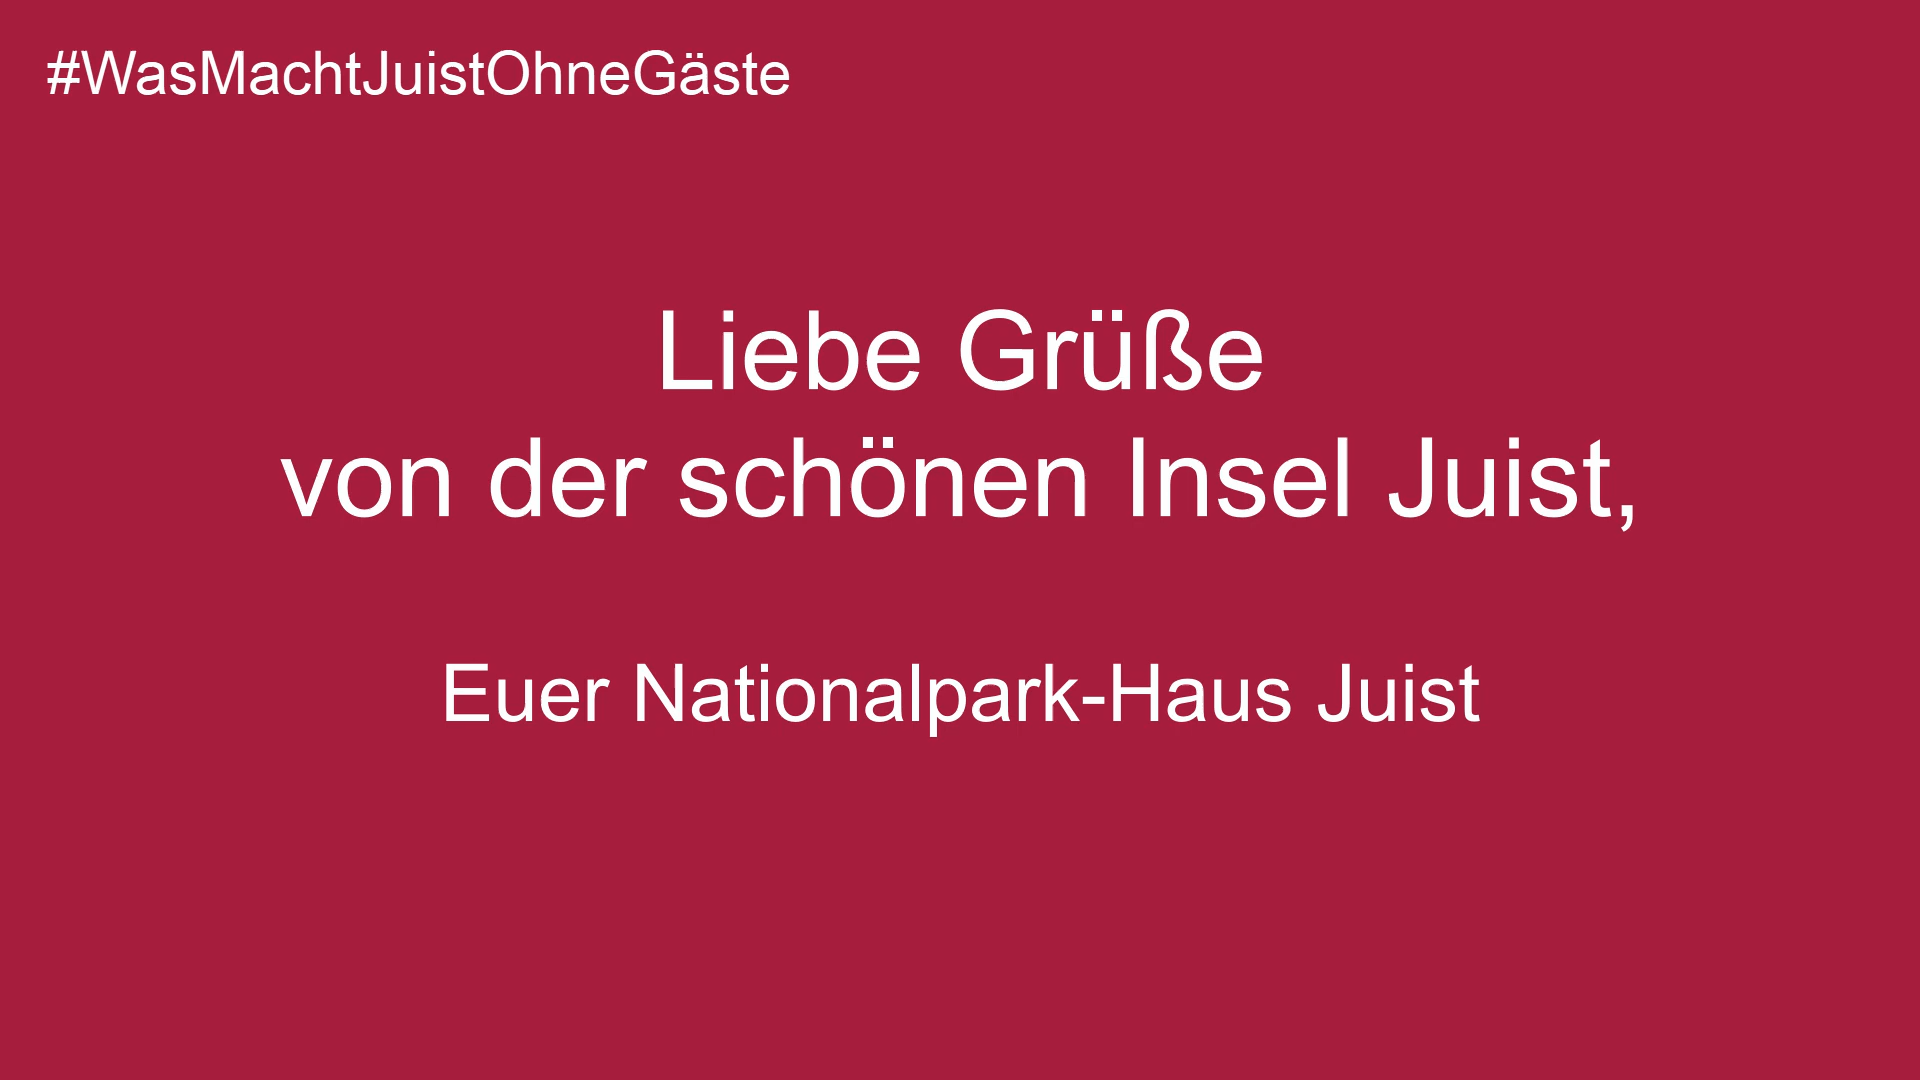 #WasMachtJuistOhneGäste
Liebe Grüße
von der schönen Insel Juist,
Euer Nationalpark-Haus Juist